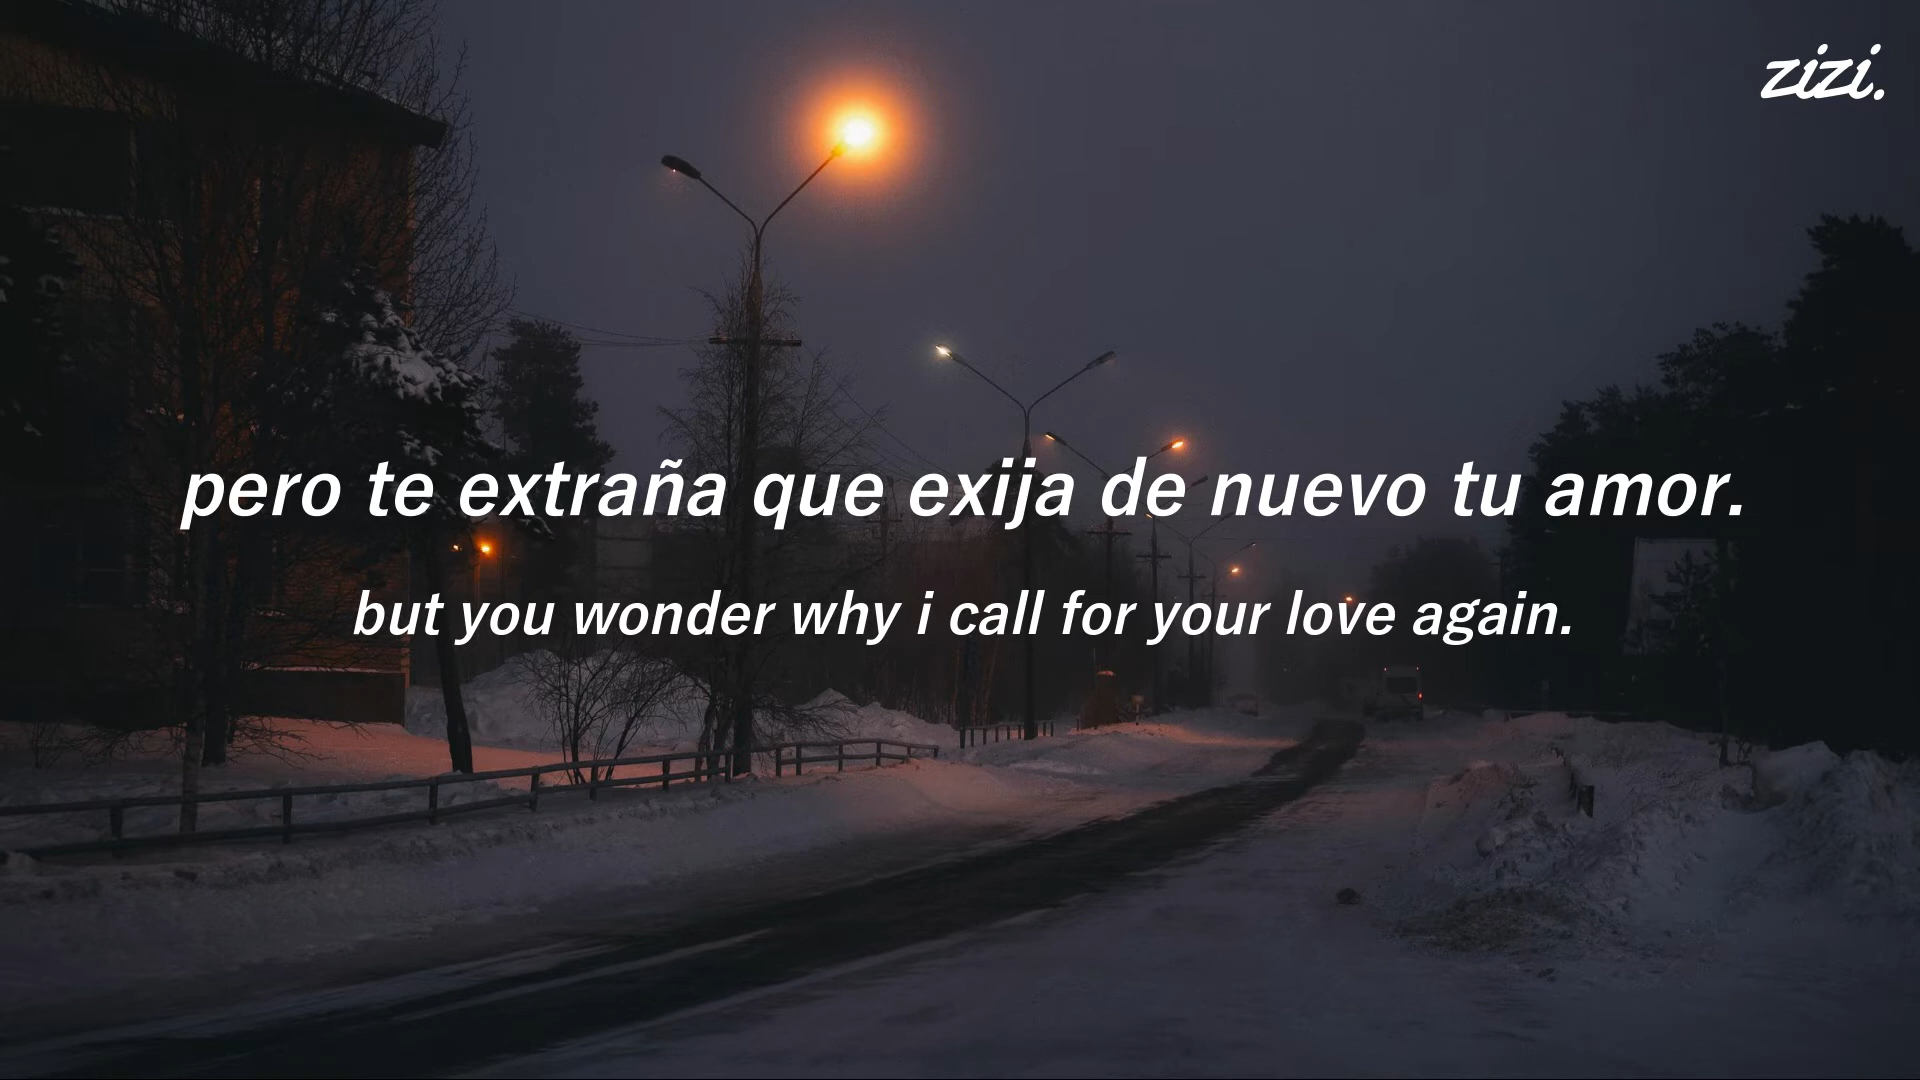 zizi.
pero te extraña que exija de nuevo tu amor.
but you wonder why i call for your love again.